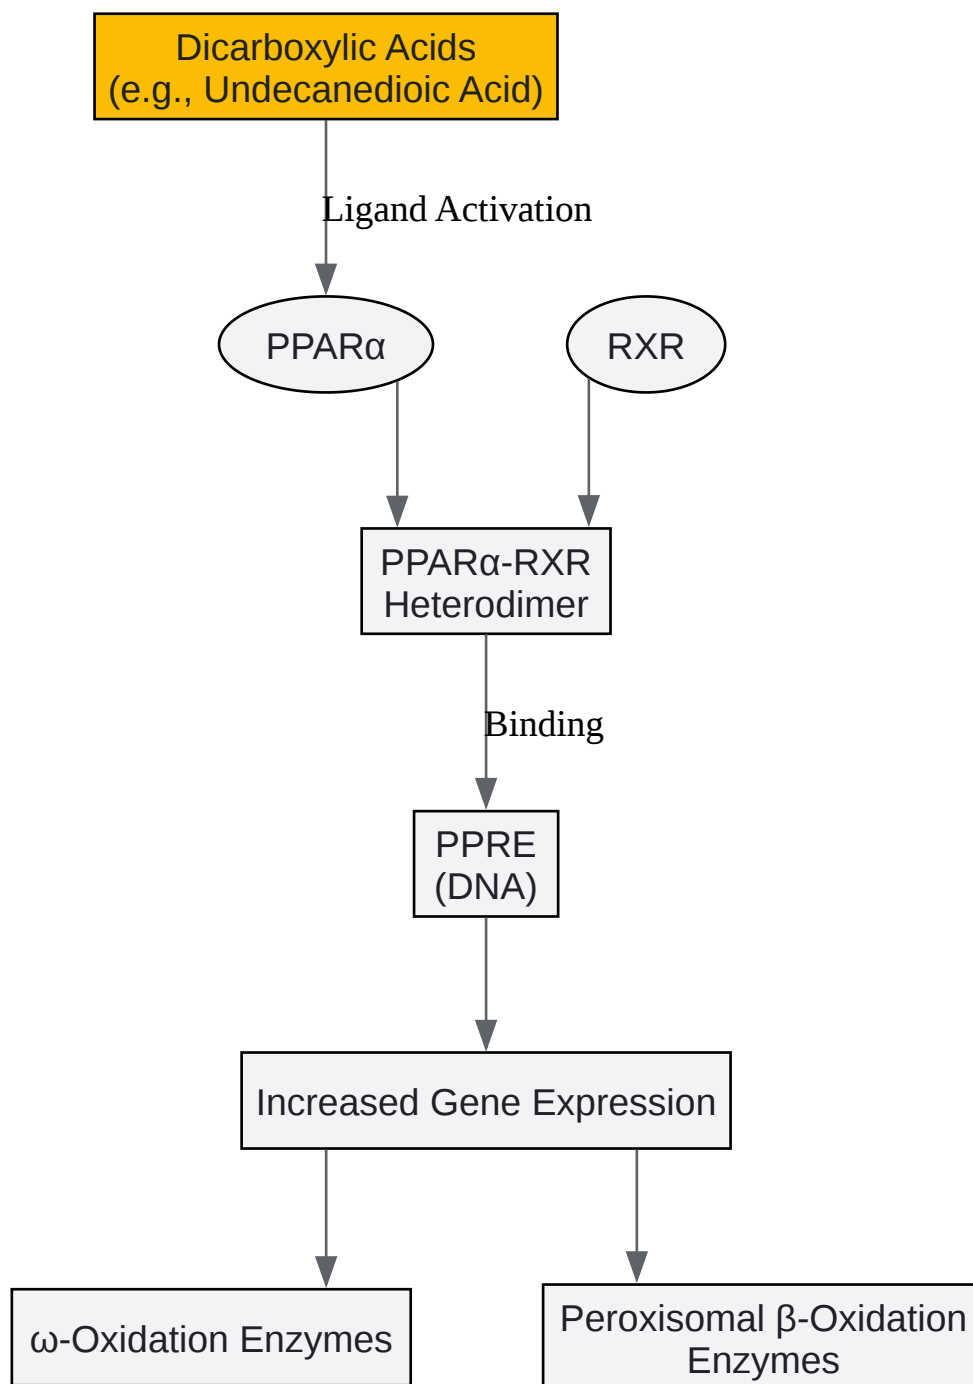 Dicarboxylic Acids
(e.g., Undecanedioic Acid)
Ligand Activation
PPARα
RXR
PPARα-RXR
Heterodimer
Binding
PPRE
(DNA)
Increased Gene Expression
ω-Oxidation Enzymes
Peroxisomal β-Oxidation
Enzymes